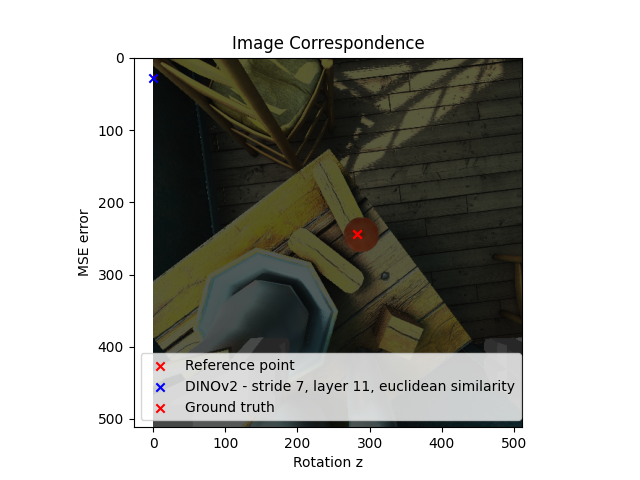 Image Correspondence
MSE error
0
100
200
300
400
500
Reference point
DINOv2 - stride 7, layer 11, euclidean similarity
Ground truth
0 100 200 300 400 500
Rotation z